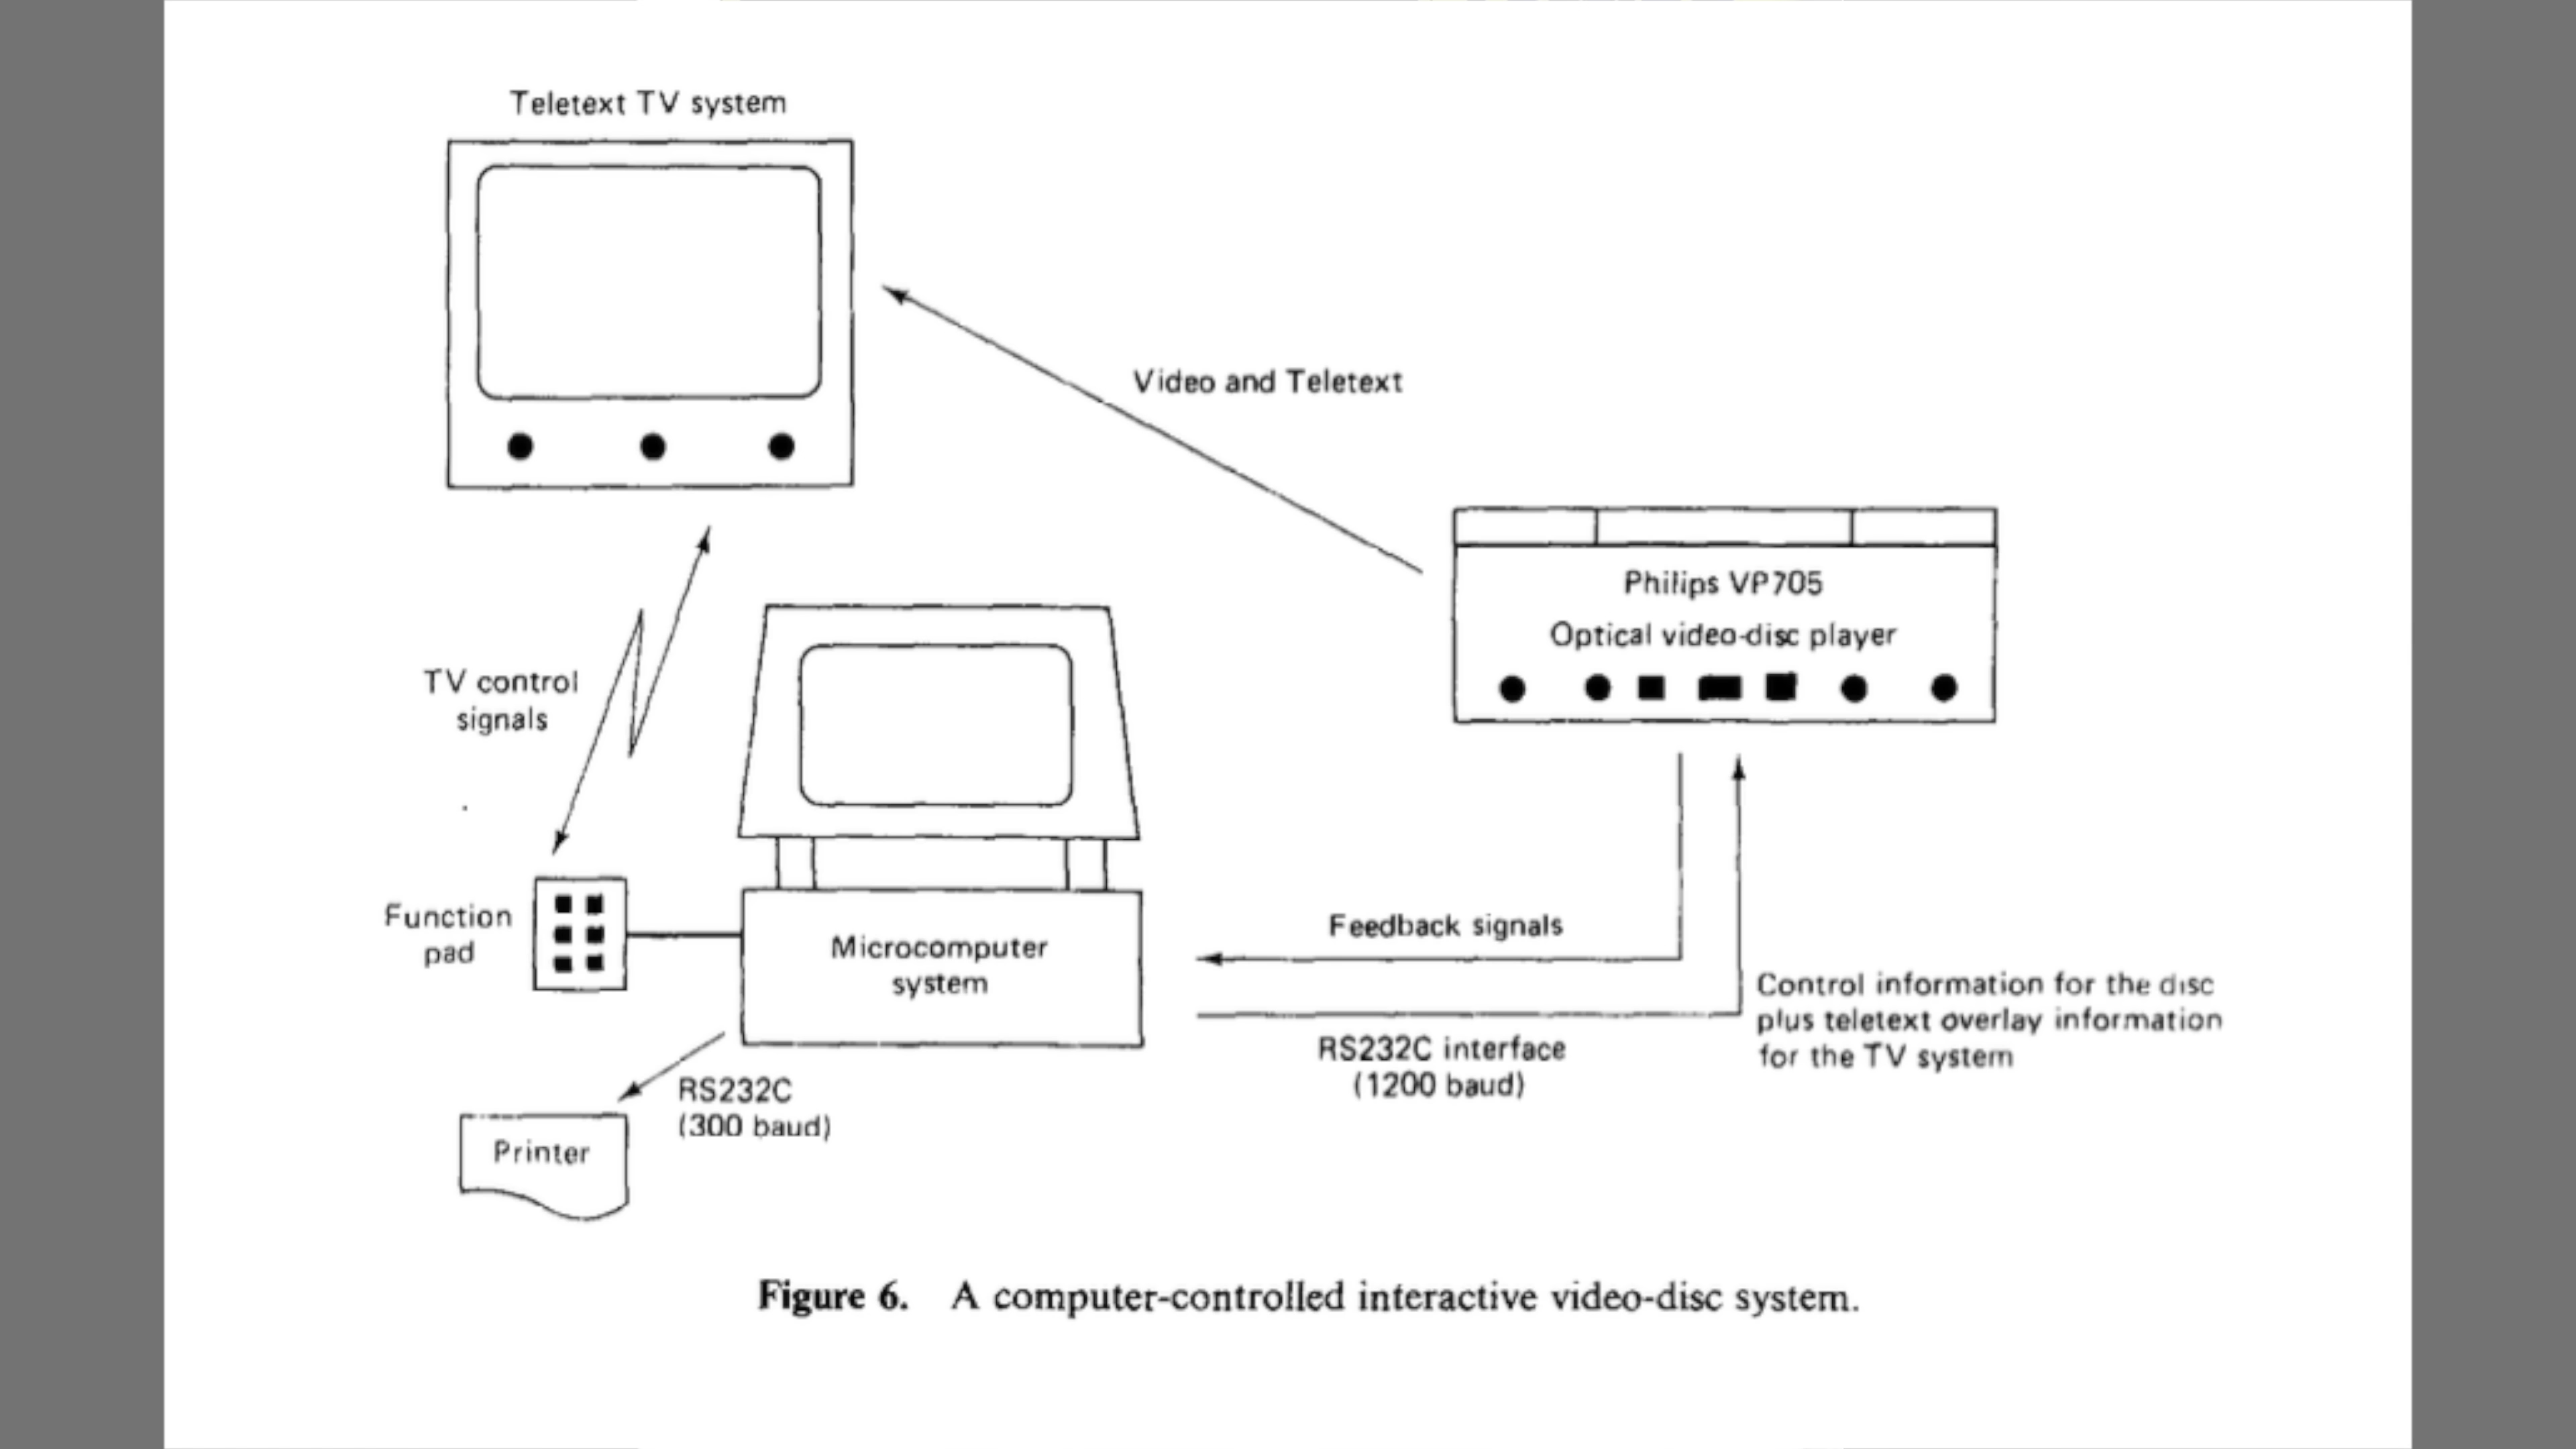 Teletext TV system
Video and Teletext
Philips VP705
Optical video-disc player
TV control
signals
Function
pad
Microcomputer
system
Feedback signals
Control information for the disc
plus teletext overlay information
for the TV system
RS232C interface
(1200 baud)
RS232C
(300 baud)
Printer
Figure 6. A computer-controlled interactive video-disc system.